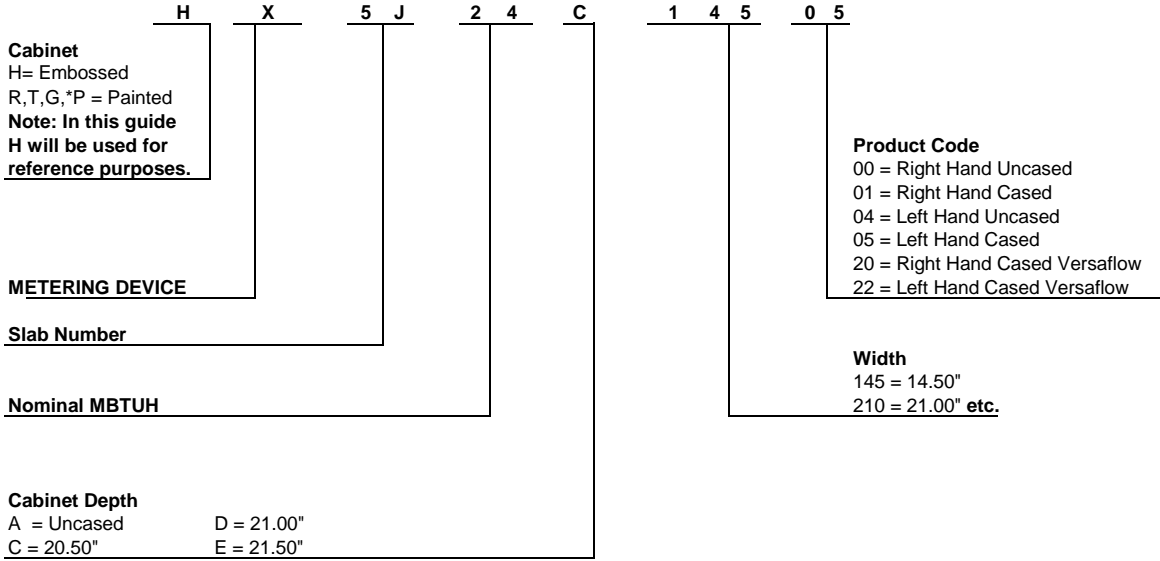 H X 5 J 2 4 C 1 4 5 0 5
Cabinet
H= Embossed
R,T,G,*P = Painted
Note: In this guide
H will be used for
reference purposes.
Product Code
00 = Right Hand Uncased
01 = Right Hand Cased
04 = Left Hand Uncased
05 = Left Hand Cased
20 = Right Hand Cased Versaflow
22 = Left Hand Cased Versaflow
METERING DEVICE
Slab Number
Width
145 = 14.50"
210 = 21.00" etc.
Nominal MBTUH
Cabinet Depth
A = Uncased D = 21.00"
C = 20.50" E = 21.50"